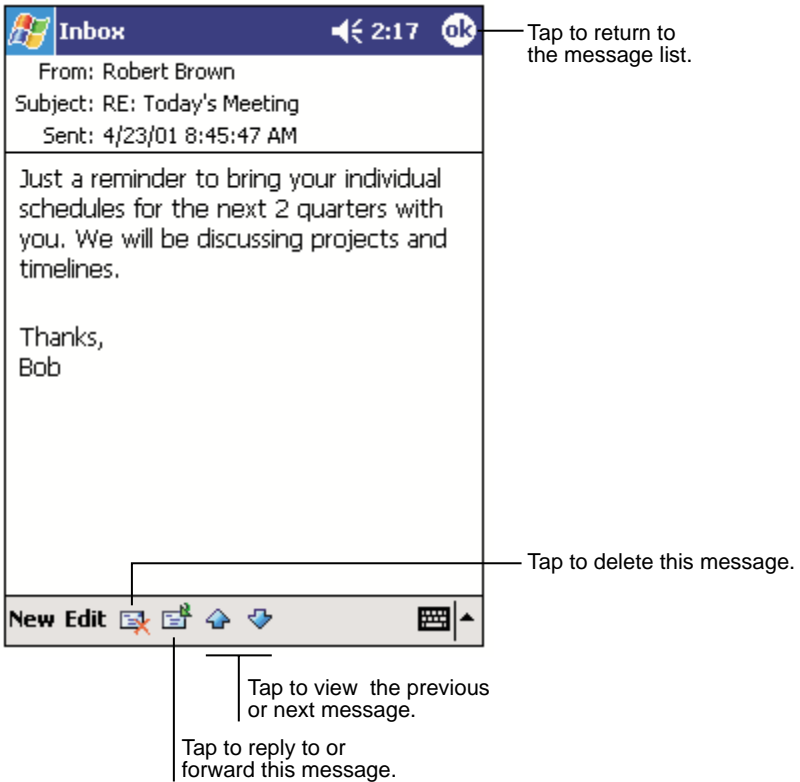 Inbox 2:17 ok
Tap to return to
the message list.
From: Robert Brown
Subject: RE: Today's Meeting
Sent: 4/23/01 8:45:47 AM
Just a reminder to bring your individual
schedules for the next 2 quarters with
you. We will be discussing projects and
timelines.
Thanks,
Bob
Tap to delete this message.
New Edit
Tap to view the previous
or next message.
Tap to reply to or
forward this message.